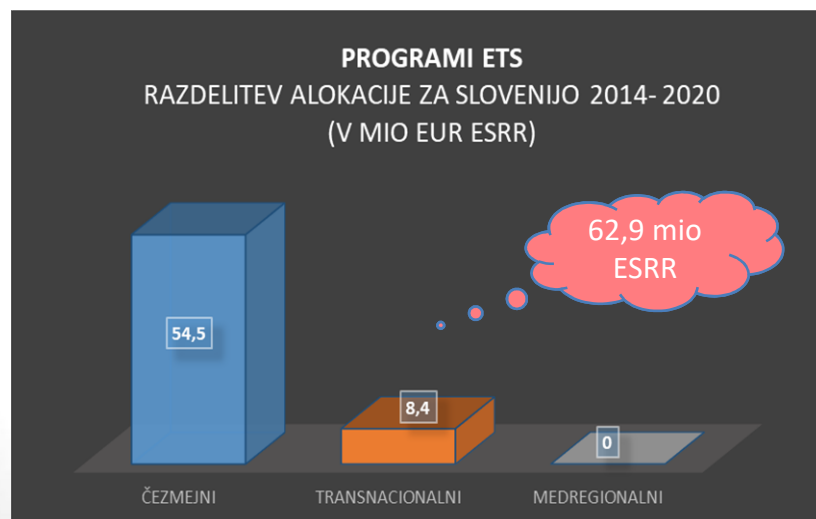 PROGRAMI ETS
RAZDELITEV ALOKACIJE ZA SLOVENIJO 2014- 2020
(V MIO EUR ESRR)
62,9 mio
ESRR
54,5
8,4
0
ČEZMEJNI
TRANSNACIONALNI
MEDREGIONALNI